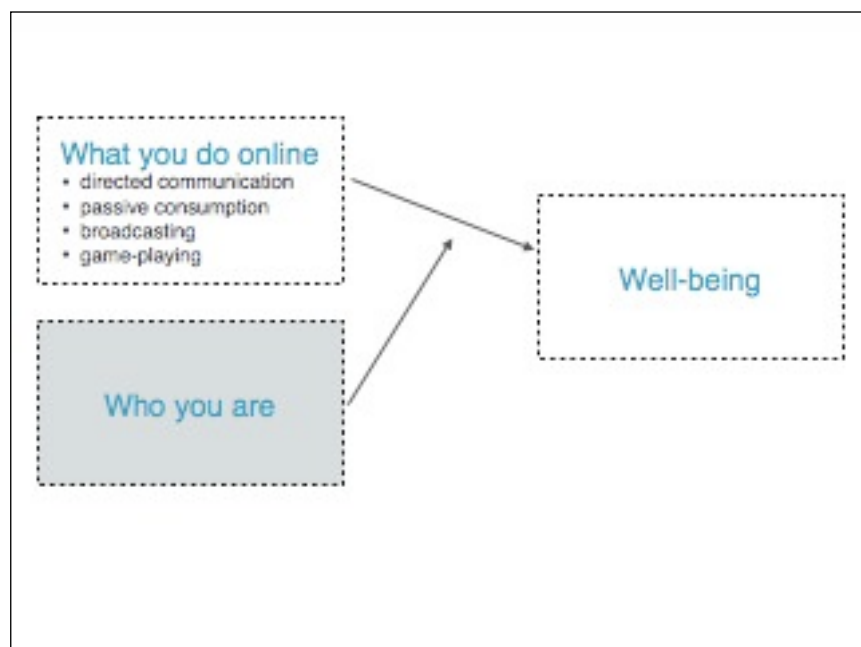 What you do online
• directed communication
• passive consumption
• broadcasting
• game-playing
Well-being
Who you are